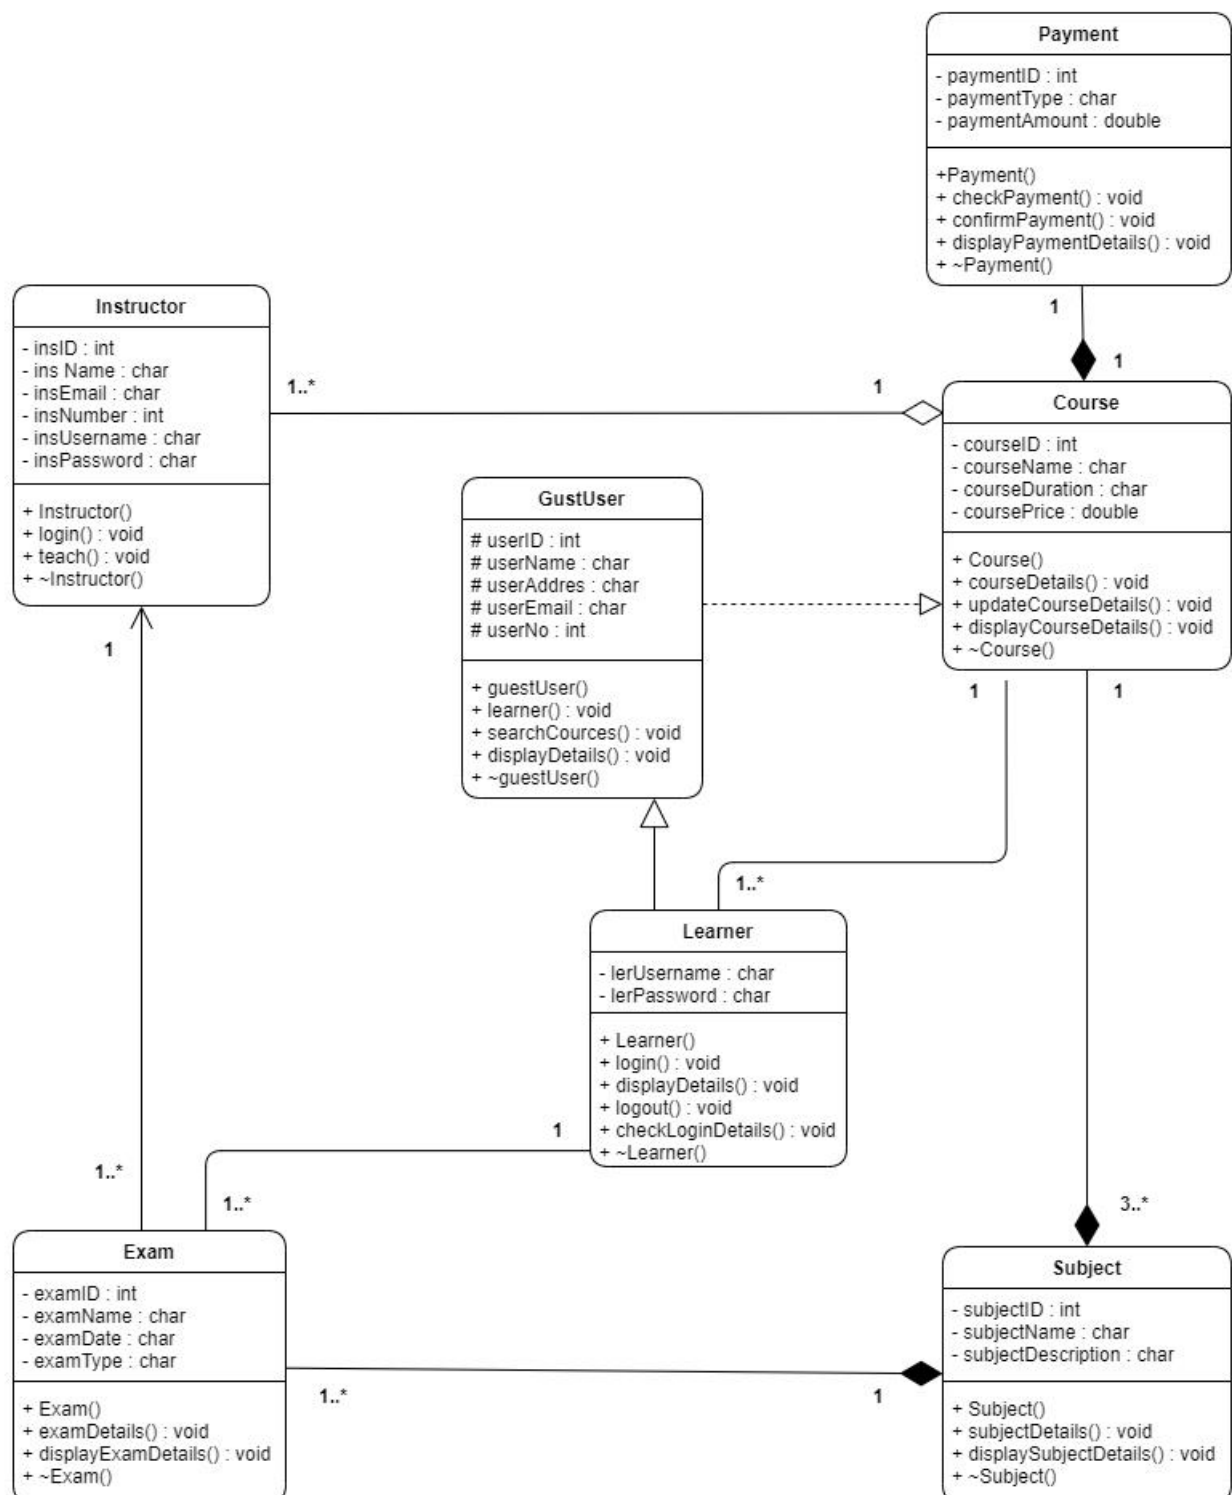 Payment
- paymentID : int
- paymentType : char
- paymentAmount : double
+Payment()
+ checkPayment() : void
+ confirmPayment() : void
+ displayPaymentDetails() : void
+ ~Payment()
1
1
Instructor
- insID : int
- ins Name : char
- insEmail : char
- insNumber : int
- insUsername : char
- insPassword : char
+ Instructor()
+ login() : void
+ teach() : void
+ ~Instructor()
1..*
1
Course
- courseID : int
- courseName : char
- courseDuration : char
- coursePrice : double
+ Course()
+ courseDetails() : void
+ updateCourseDetails() : void
+ displayCourseDetails() : void
+ ~Course()
GustUser
# userID : int
# userName : char
# userAddres : char
# userEmail : char
# userNo : int
+ guestUser()
+ learner() : void
+ searchCources() : void
+ displayDetails() : void
+ ~guestUser()
1
1
1
1..*
Learner
- lerUsername : char
- lerPassword : char
+ Learner()
+ login() : void
+ displayDetails() : void
+ logout() : void
+ checkLoginDetails() : void
+ ~Learner()
1
1..*
1..*
3..*
Exam
- examID : int
- examName : char
- examDate : char
- examType : char
+ Exam()
+ examDetails() : void
+ displayExamDetails() : void
+ ~Exam()
1..*
1
Subject
- subjectID : int
- subjectName : char
- subjectDescription : char
+ Subject()
+ subjectDetails() : void
+ displaySubjectDetails() : void
+ ~Subject()